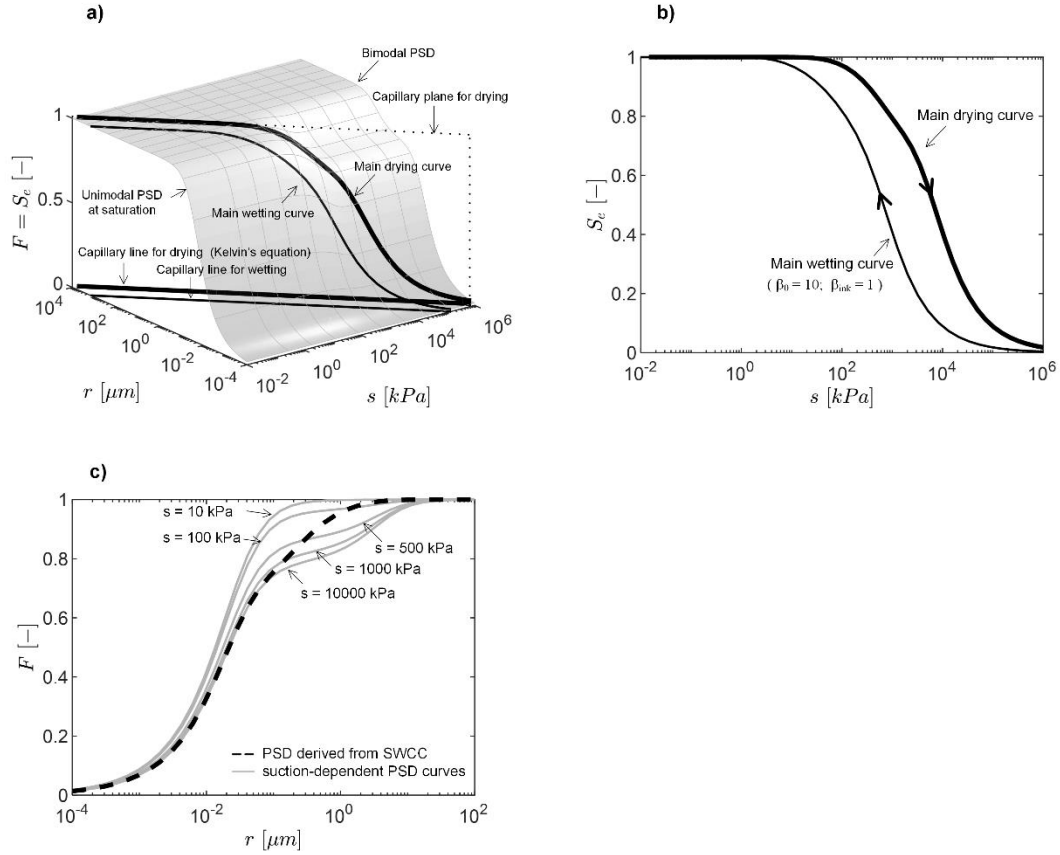 a)
Bimodal PSD
Capillary plane for drying
Main drying curve
Unimodal PSD
at saturation
Main wetting curve
Capillary line for drying (Kelvin's equation)
Capillary line for wetting
F = S_e [−]
1
0.5
0
10^4
10^2
10^0
10^-2
10^-4
r [μm]
10^-2
10^0
10^2
10^4
10^6
s [kPa]
b)
S_e [−]
1
0.8
0.6
0.4
0.2
0
Main drying curve
Main wetting curve
( β_0 = 10; β_ink = 1 )
10^-2
10^0
10^2
10^4
10^6
s [kPa]
c)
F [−]
1
0.8
0.6
0.4
0.2
0
s = 10 kPa
s = 100 kPa
s = 500 kPa
s = 1000 kPa
s = 10000 kPa
PSD derived from SWCC
suction-dependent PSD curves
10^-4
10^-2
10^0
10^2
r [μm]